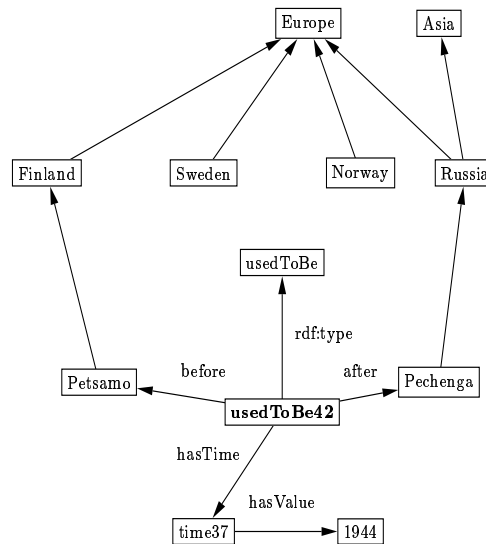 Europe
Asia
Finland
Sweden
Norway
Russia
usedToBe
rdf:type
before
after
Petsamo
Pechenga
usedToBe42
hasTime
hasValue
time37
1944